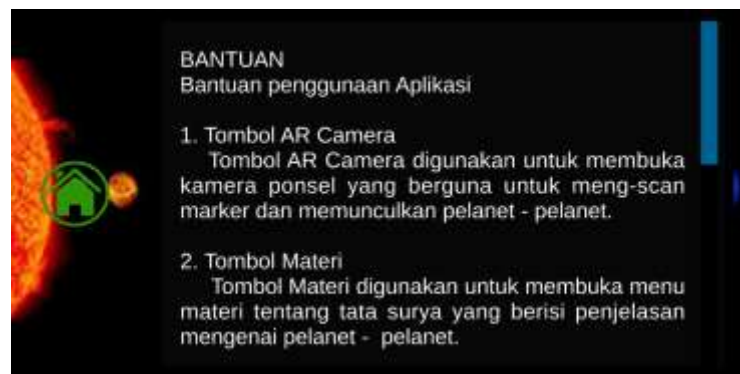 BANTUAN
Bantuan penggunaan Aplikasi
1. Tombol AR Camera
Tombol AR Camera digunakan untuk membuka
kamera ponsel yang berguna untuk meng-scan
marker dan memunculkan pelanet - pelanet.
2. Tombol Materi
Tombol Materi digunakan untuk membuka menu
materi tentang tata surya yang berisi penjelasan
mengenai pelanet - pelanet.